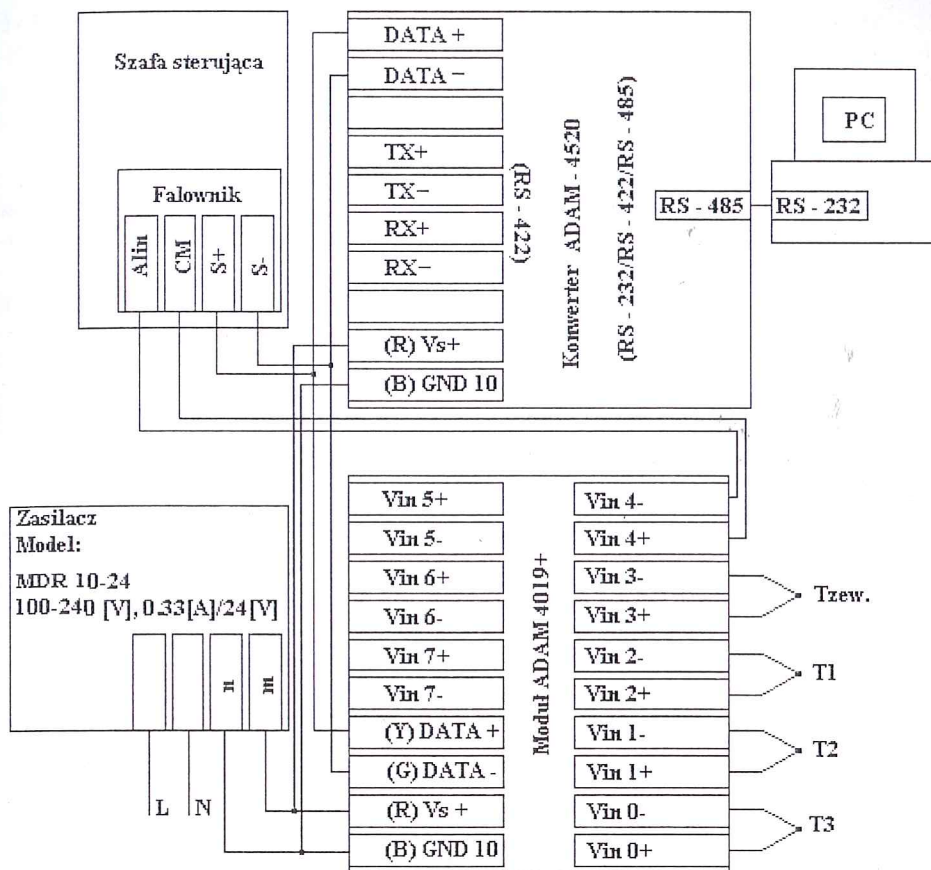 Szafa sterująca
Falownik
Alin
CM
S+
S-
DATA +
DATA -
TX+
TX-
RX+
RX-
(R) Vs+
(B) GND 10
(RS - 422)
Konwerter ADAM - 4520
(RS - 232/RS - 422/RS - 485)
RS - 485
RS - 232
PC
Zasilacz
Model:
MDR 10-24
100-240 [V], 0.33[A]/24[V]
n
m
L
N
Vin 5+
Vin 5-
Vin 6+
Vin 6-
Vin 7+
Vin 7-
(Y) DATA +
(G) DATA -
(R) Vs +
(B) GND 10
Moduł ADAM 4019+
Vin 4-
Vin 4+
Vin 3-
Vin 3+
Vin 2-
Vin 2+
Vin 1-
Vin 1+
Vin 0-
Vin 0+
Tzew.
T1
T2
T3